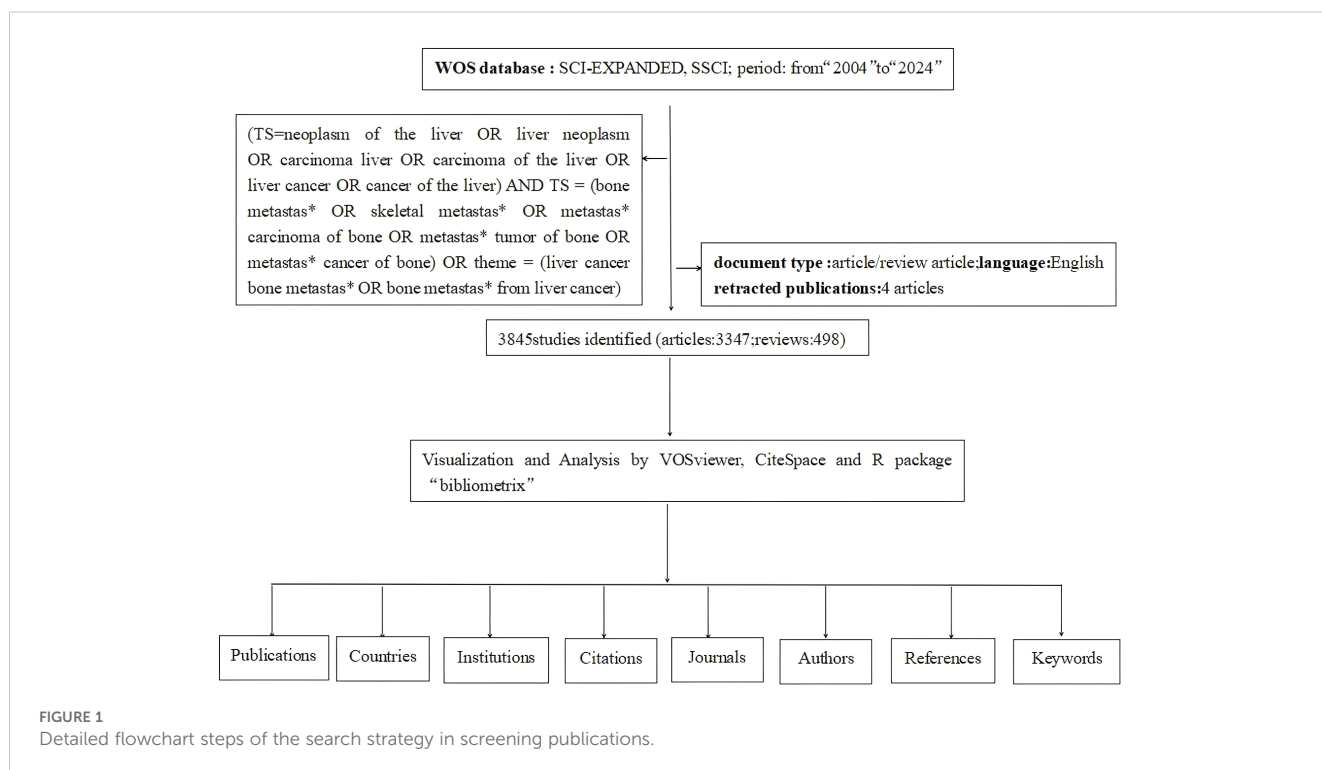 WOS database : SCI-EXPANDED, SSCI; period: from“2004”to“2024”
(TS=neoplasm of the liver OR liver neoplasm
OR carcinoma liver OR carcinoma of the liver OR
liver cancer OR cancer of the liver) AND TS = (bone
metastas* OR skeletal metastas* OR metastas*
carcinoma of bone OR metastas* tumor of bone OR
metastas* cancer of bone) OR theme = (liver cancer
bone metastas* OR bone metastas* from liver cancer)
document type :article/review article;language:English
retracted publications:4 articles
3845studies identified (articles:3347;reviews:498)
Visualization and Analysis by VOSviewer, CiteSpace and R package
“bibliometrix”
Publications
Countries
Institutions
Citations
Journals
Authors
References
Keywords
FIGURE 1
Detailed flowchart steps of the search strategy in screening publications.